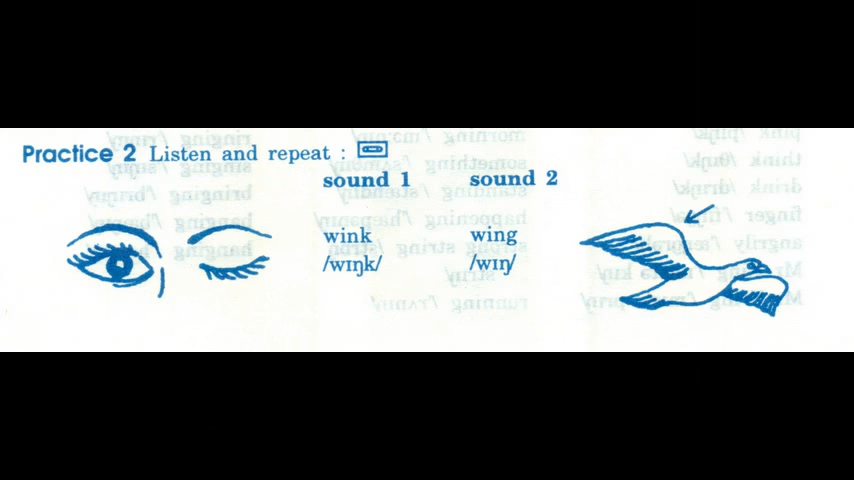 Practice 2 Listen and repeat :
sound 1 sound 2
wink wing
/wɪŋk/ /wɪŋ/